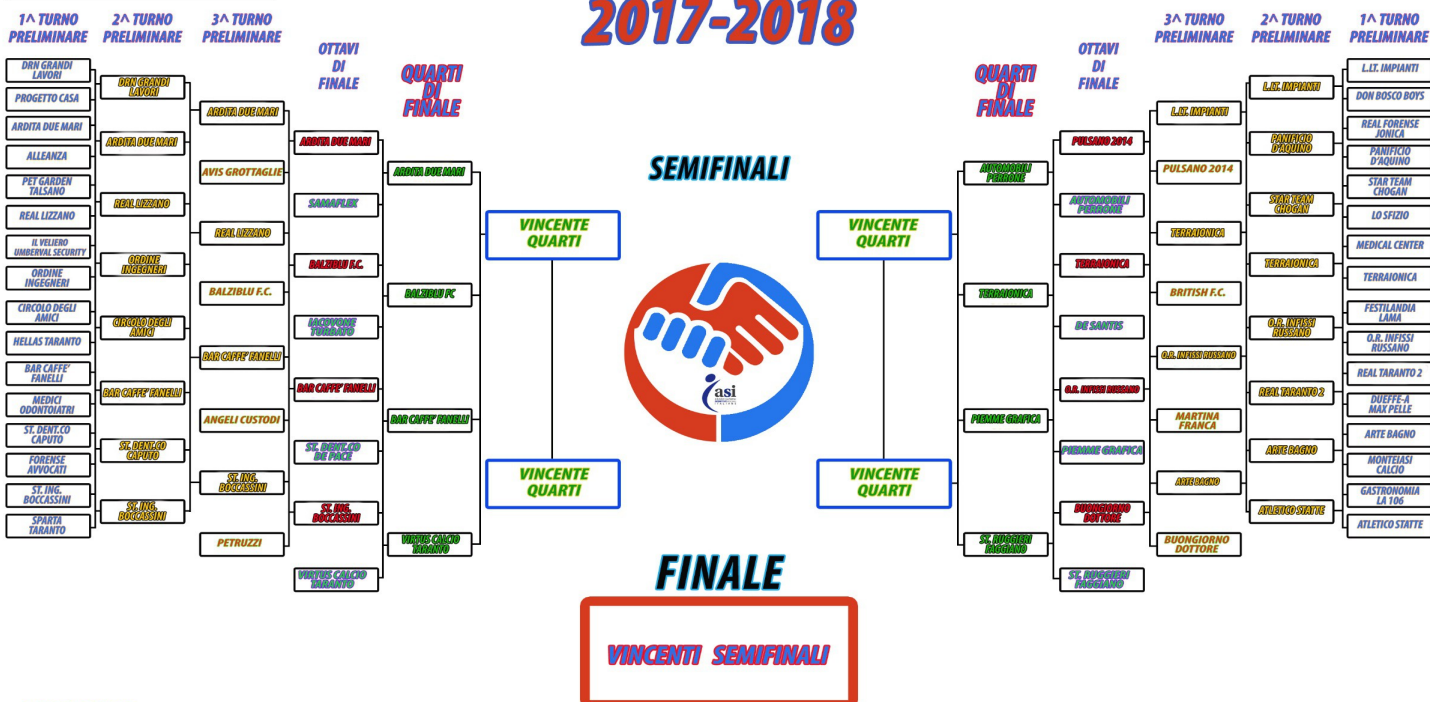 2017-2018
1^ TURNO
PRELIMINARE
2^ TURNO
PRELIMINARE
3^ TURNO
PRELIMINARE
OTTAVI
DI
FINALE
QUARTI
DI
FINALE
DRN GRANDI
LAVORI
PROGETTO CASA
ARDITA DUE MARI
ALLEANZA
PET GARDEN
TALSANO
REAL LIZZANO
IL VELIERO
UMBERVAL SECURITY
ORDINE
INGEGNERI
CIRCOLO DEGLI
AMICI
HELLAS TARANTO
BAR CAFFE'
FANELLI
MEDICI
ODONTOIATRI
ST. DENT.CO
CAPUTO
FORENSE
AVVOCATI
ST. ING.
BOCCASSINI
SPARTA
TARANTO
DRN GRANDI
LAVORI
ARDITA DUE MARI
REAL LIZZANO
ORDINE
INGEGNERI
CIRCOLO DEGLI
AMICI
BAR CAFFE' FANELLI
ST. DENT.CO
CAPUTO
ST. ING.
BOCCASSINI
ARDITA DUE MARI
AVIS GROTTAGLIE
REAL LIZZANO
BALZIBLU F.C.
BAR CAFFE' FANELLI
ANGELI CUSTODI
ST. ING.
BOCCASSINI
PETRUZZI
ARDITA DUE MARI
SAMAFLEX
BALZIBLU F.C.
IACOVONE
TURBATO
BAR CAFFE' FANELLI
ST. DENT.CO
DE PACE
ST. ING.
BOCCASSINI
VIRTUS CALCIO
TARANTO
ARDITA DUE MARI
BALZIBLU FC
BAR CAFFE' FANELLI
VIRTUS CALCIO
TARANTO
VINCENTE
QUARTI
VINCENTE
QUARTI
SEMIFINALI
asi
FINALE
VINCENTI SEMIFINALI
VINCENTE
QUARTI
VINCENTE
QUARTI
QUARTI
DI
FINALE
OTTAVI
DI
FINALE
3^ TURNO
PRELIMINARE
2^ TURNO
PRELIMINARE
1^ TURNO
PRELIMINARE
AUTOMOBILI
PERRONE
TERRAIONICA
PIEMME GRAFICA
ST. RUGGIERI
FAGGIANO
PULSANO 2014
AUTOMOBILI
PERRONE
TERRAIONICA
DE SANTIS
O.R. INFISSI RUSSANO
PIEMME GRAFICA
BUONGIORNO
DOTTORE
ST. RUGGIERI
FAGGIANO
L.I.T. IMPIANTI
PULSANO 2014
TERRAIONICA
BRITISH F.C.
O.R. INFISSI RUSSANO
MARTINA
FRANCA
ARTE BAGNO
BUONGIORNO
DOTTORE
L.I.T. IMPIANTI
PANIFICIO
D'AQUINO
STAR TEAM
CHOGAN
TERRAIONICA
O.R. INFISSI
RUSSANO
REAL TARANTO 2
ARTE BAGNO
ATLETICO STATTE
L.I.T. IMPIANTI
DON BOSCO BOYS
REAL FORENSE
JONICA
PANIFICIO
D'AQUINO
STAR TEAM
CHOGAN
LO SFIZIO
MEDICAL CENTER
TERRAIONICA
FESTILANDIA
LAMA
O.R. INFISSI
RUSSANO
REAL TARANTO 2
DUEFFE-A
MAX PELLE
ARTE BAGNO
MONTEIASI
CALCIO
GASTRONOMIA
LA 106
ATLETICO STATTE